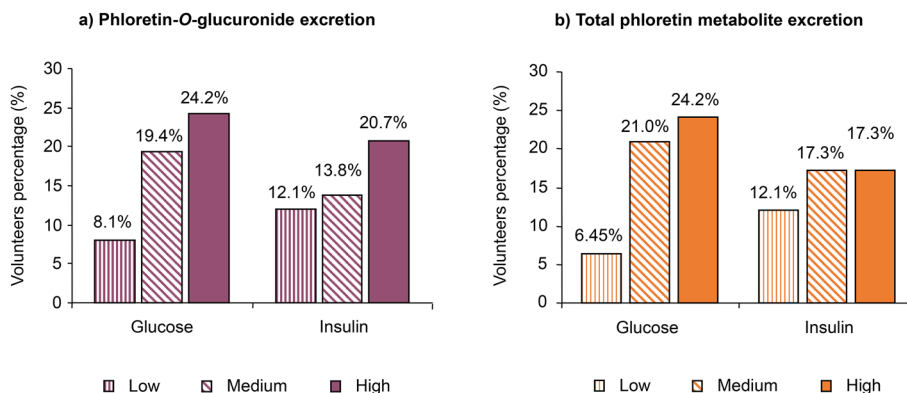 a) Phloretin-O-glucuronide excretion
Volunteers percentage (%)
30
25
20
15
10
5
0
8.1%
19.4%
24.2%
12.1%
13.8%
20.7%
Glucose
Insulin
Low
Medium
High
b) Total phloretin metabolite excretion
Volunteers percentage (%)
30
25
20
15
10
5
0
6.45%
21.0%
24.2%
12.1%
17.3%
17.3%
Glucose
Insulin
Low
Medium
High